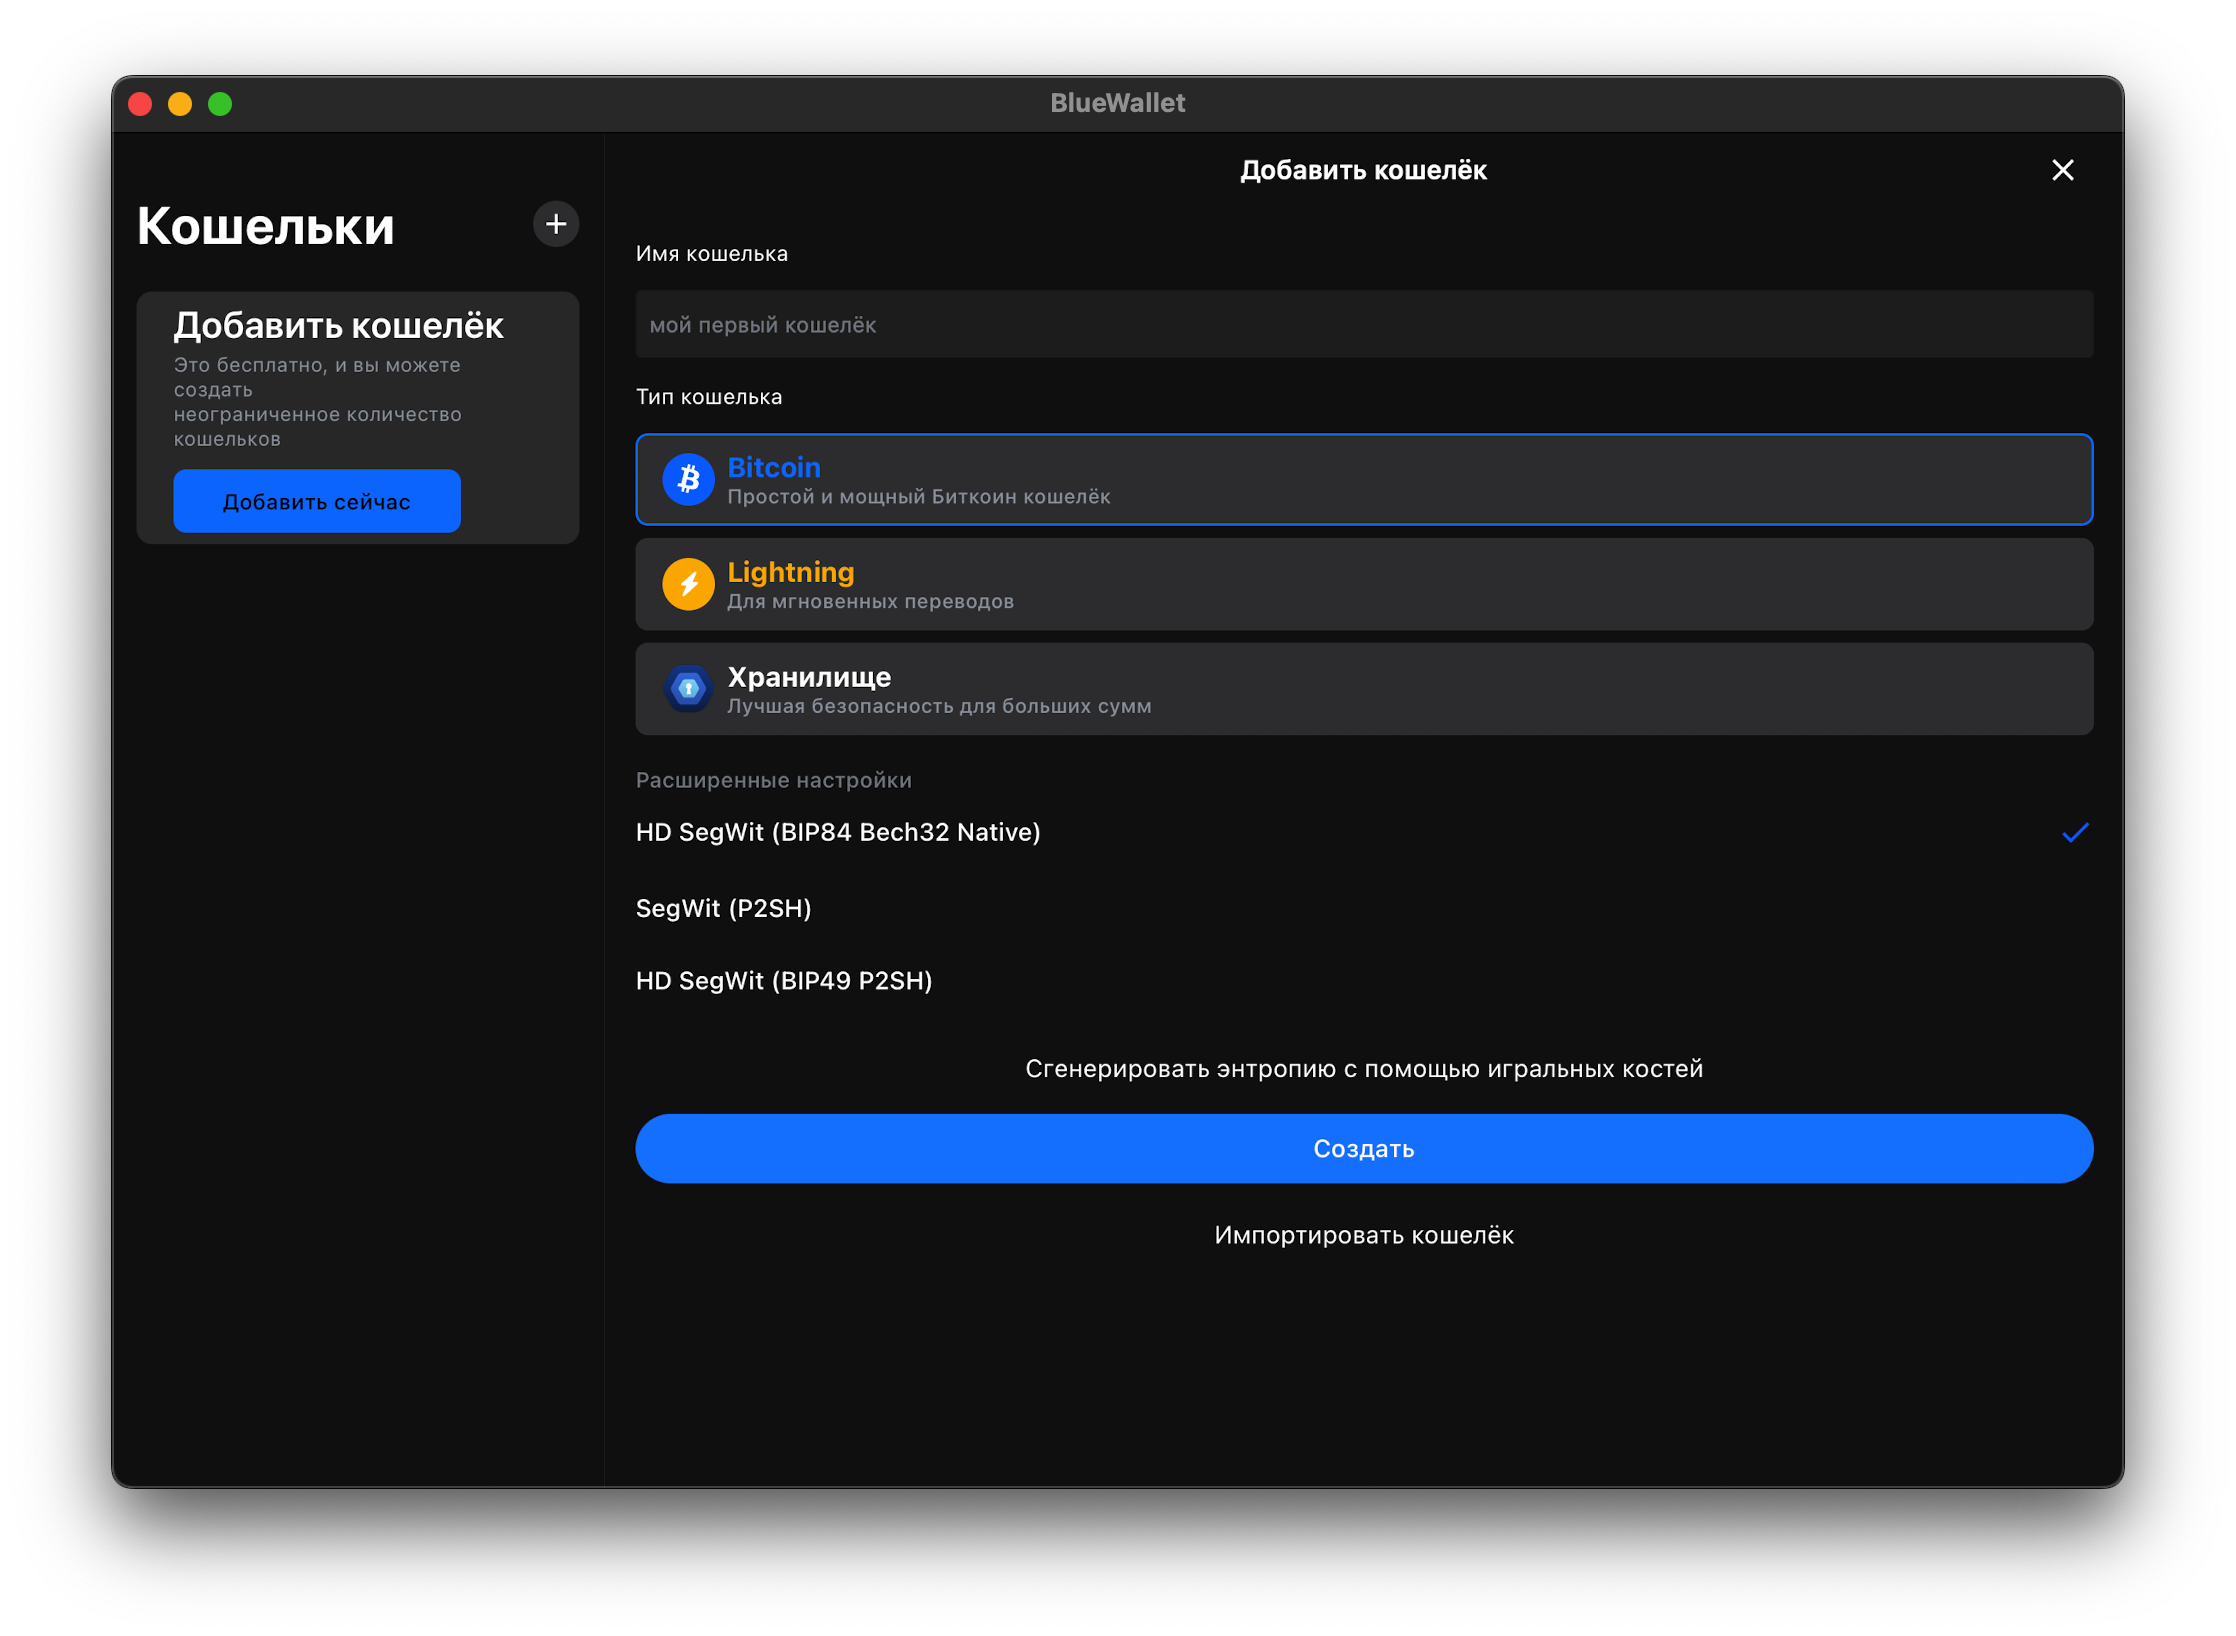 BlueWallet
Кошельки
Добавить кошелёк
Это бесплатно, и вы можете
создать
неограниченное количество
кошельков
Добавить сейчас
Добавить кошелёк
Имя кошелька
мой первый кошелёк
Тип кошелька
Bitcoin
Простой и мощный Биткоин кошелёк
Lightning
Для мгновенных переводов
Хранилище
Лучшая безопасность для больших сумм
Расширенные настройки
HD SegWit (BIP84 Bech32 Native)
SegWit (P2SH)
HD SegWit (BIP49 P2SH)
Сгенерировать энтропию с помощью игральных костей
Создать
Импортировать кошелёк